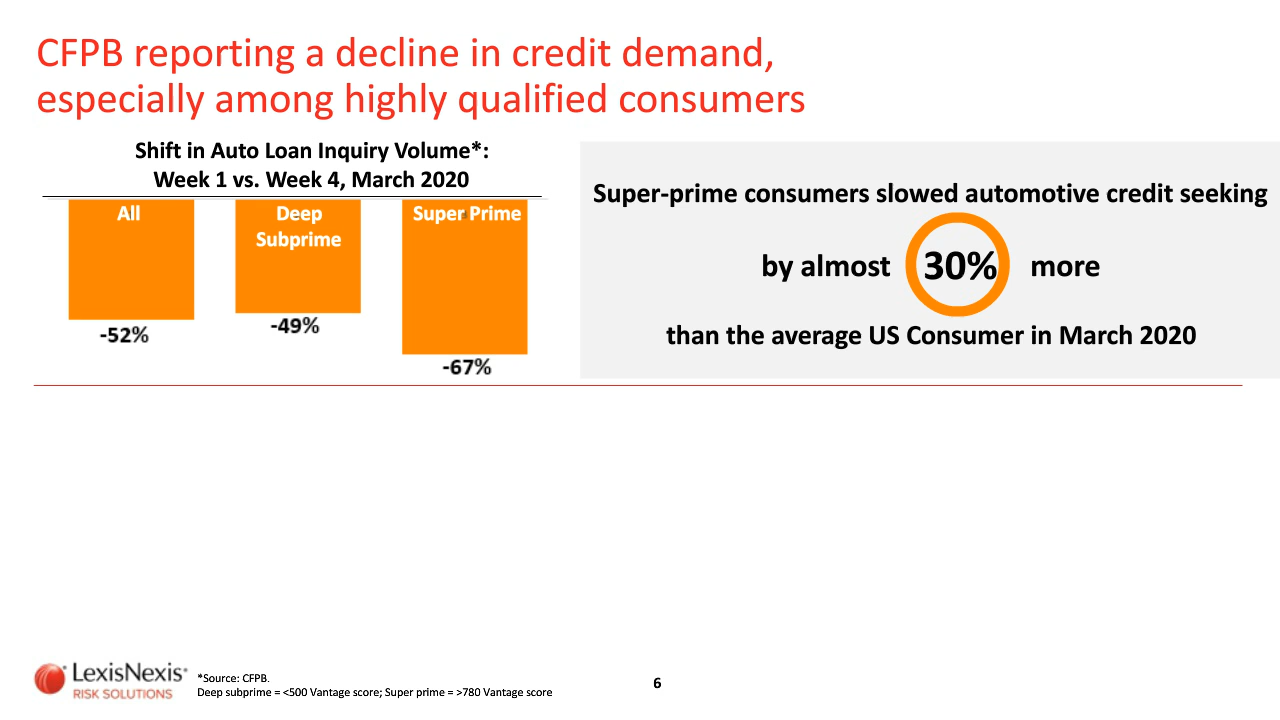 CFPB reporting a decline in credit demand,
especially among highly qualified consumers
Shift in Auto Loan Inquiry Volume*:
Week 1 vs. Week 4, March 2020
All
-52%
Deep
Subprime
-49%
Super Prime
-67%
Super-prime consumers slowed automotive credit seeking
by almost 30% more
than the average US Consumer in March 2020
LexisNexis®
RISK SOLUTIONS
*Source: CFPB.
Deep subprime = <500 Vantage score; Super prime = >780 Vantage score
6